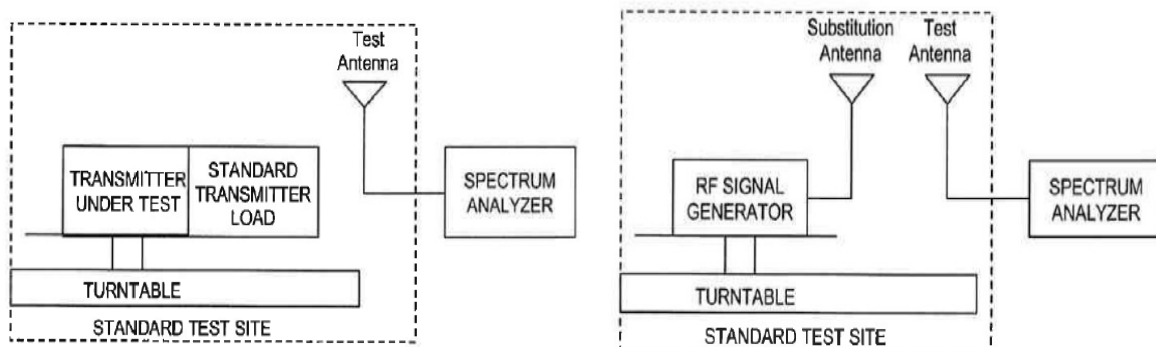 Test
Antenna
TRANSMITTER
UNDER TEST
STANDARD
TRANSMITTER
LOAD
SPECTRUM
ANALYZER
TURNTABLE
STANDARD TEST SITE
Substitution
Antenna
Test
Antenna
RF SIGNAL
GENERATOR
SPECTRUM
ANALYZER
TURNTABLE
STANDARD TEST SITE